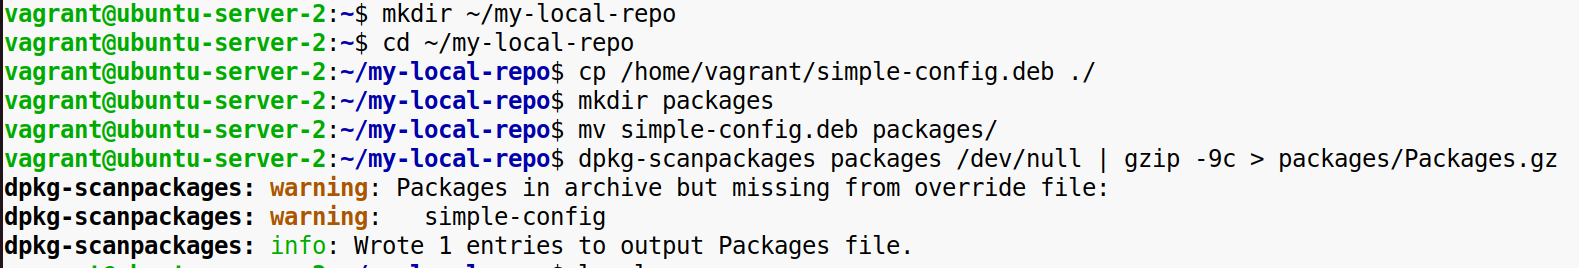 vagrant@ubuntu-server-2:~$ mkdir ~/my-local-repo
vagrant@ubuntu-server-2:~$ cd ~/my-local-repo
vagrant@ubuntu-server-2:~/my-local-repo$ cp /home/vagrant/simple-config.deb ./
vagrant@ubuntu-server-2:~/my-local-repo$ mkdir packages
vagrant@ubuntu-server-2:~/my-local-repo$ mv simple-config.deb packages/
vagrant@ubuntu-server-2:~/my-local-repo$ dpkg-scanpackages packages /dev/null | gzip -9c > packages/Packages.gz
dpkg-scanpackages: warning: Packages in archive but missing from override file:
dpkg-scanpackages: warning:   simple-config
dpkg-scanpackages: info: Wrote 1 entries to output Packages file.